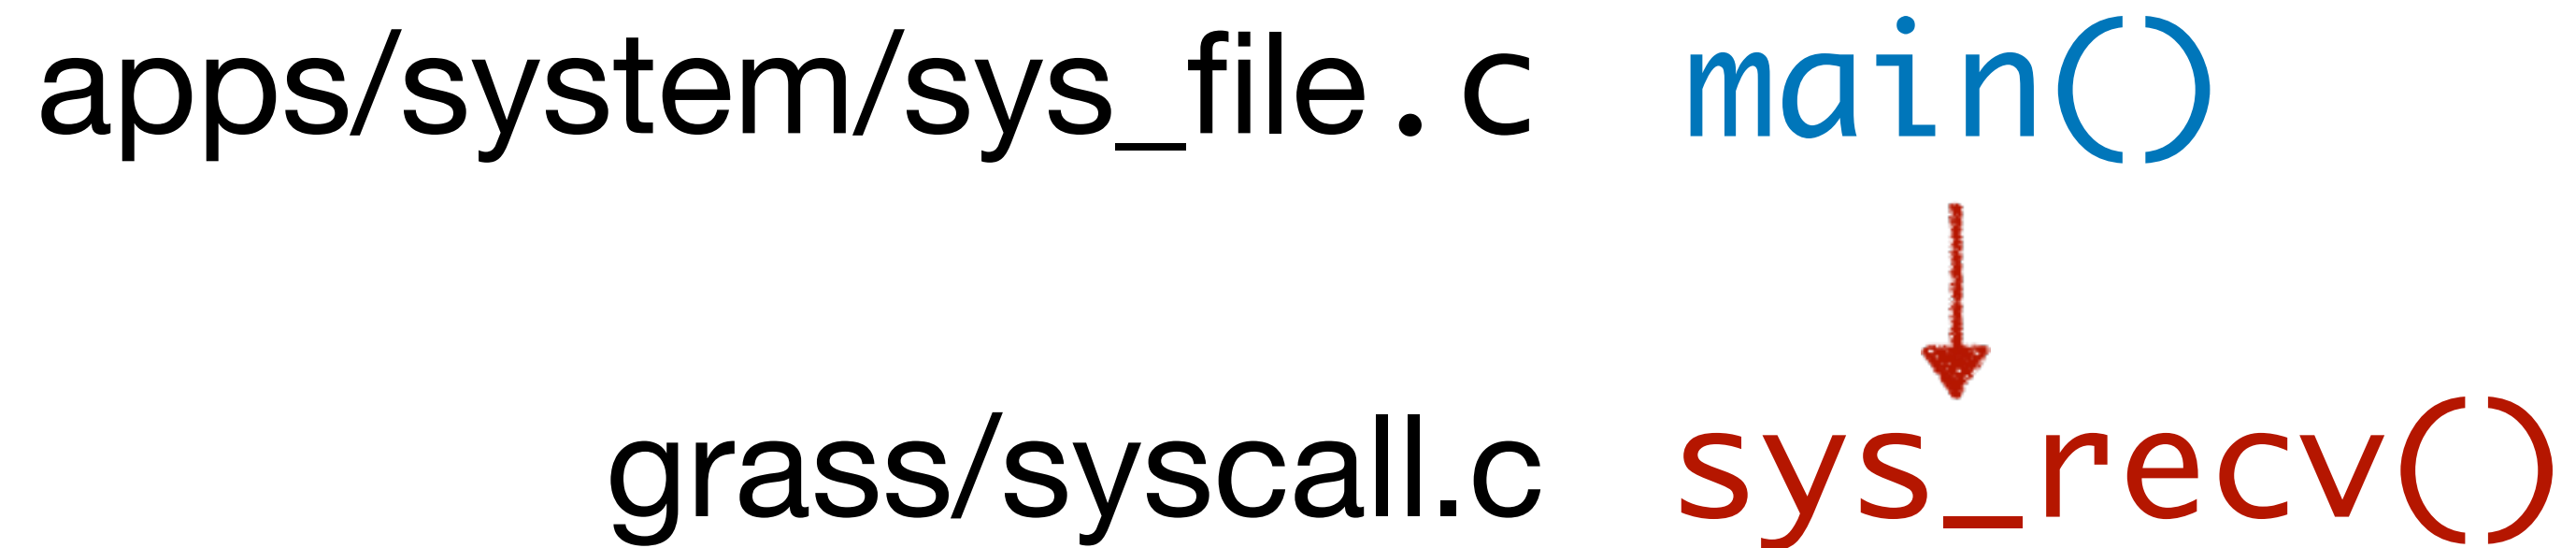 apps/system/sys_file.c main()
grass/syscall.c sys_recv()